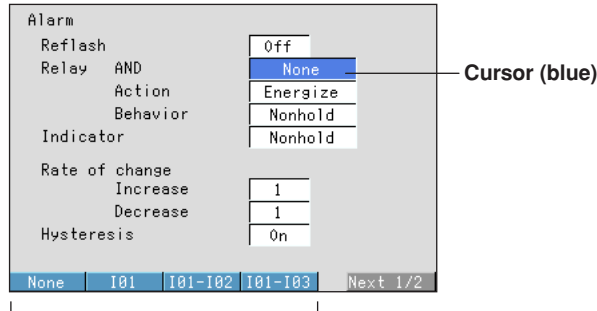 Alarm
Reflash Off
Relay AND None
Cursor (blue)
Action Energize
Behavior Nonhold
Indicator Nonhold
Rate of change
Increase 1
Decrease 1
Hysteresis On
None I01 I01-I02 I01-I03 Next 1/2